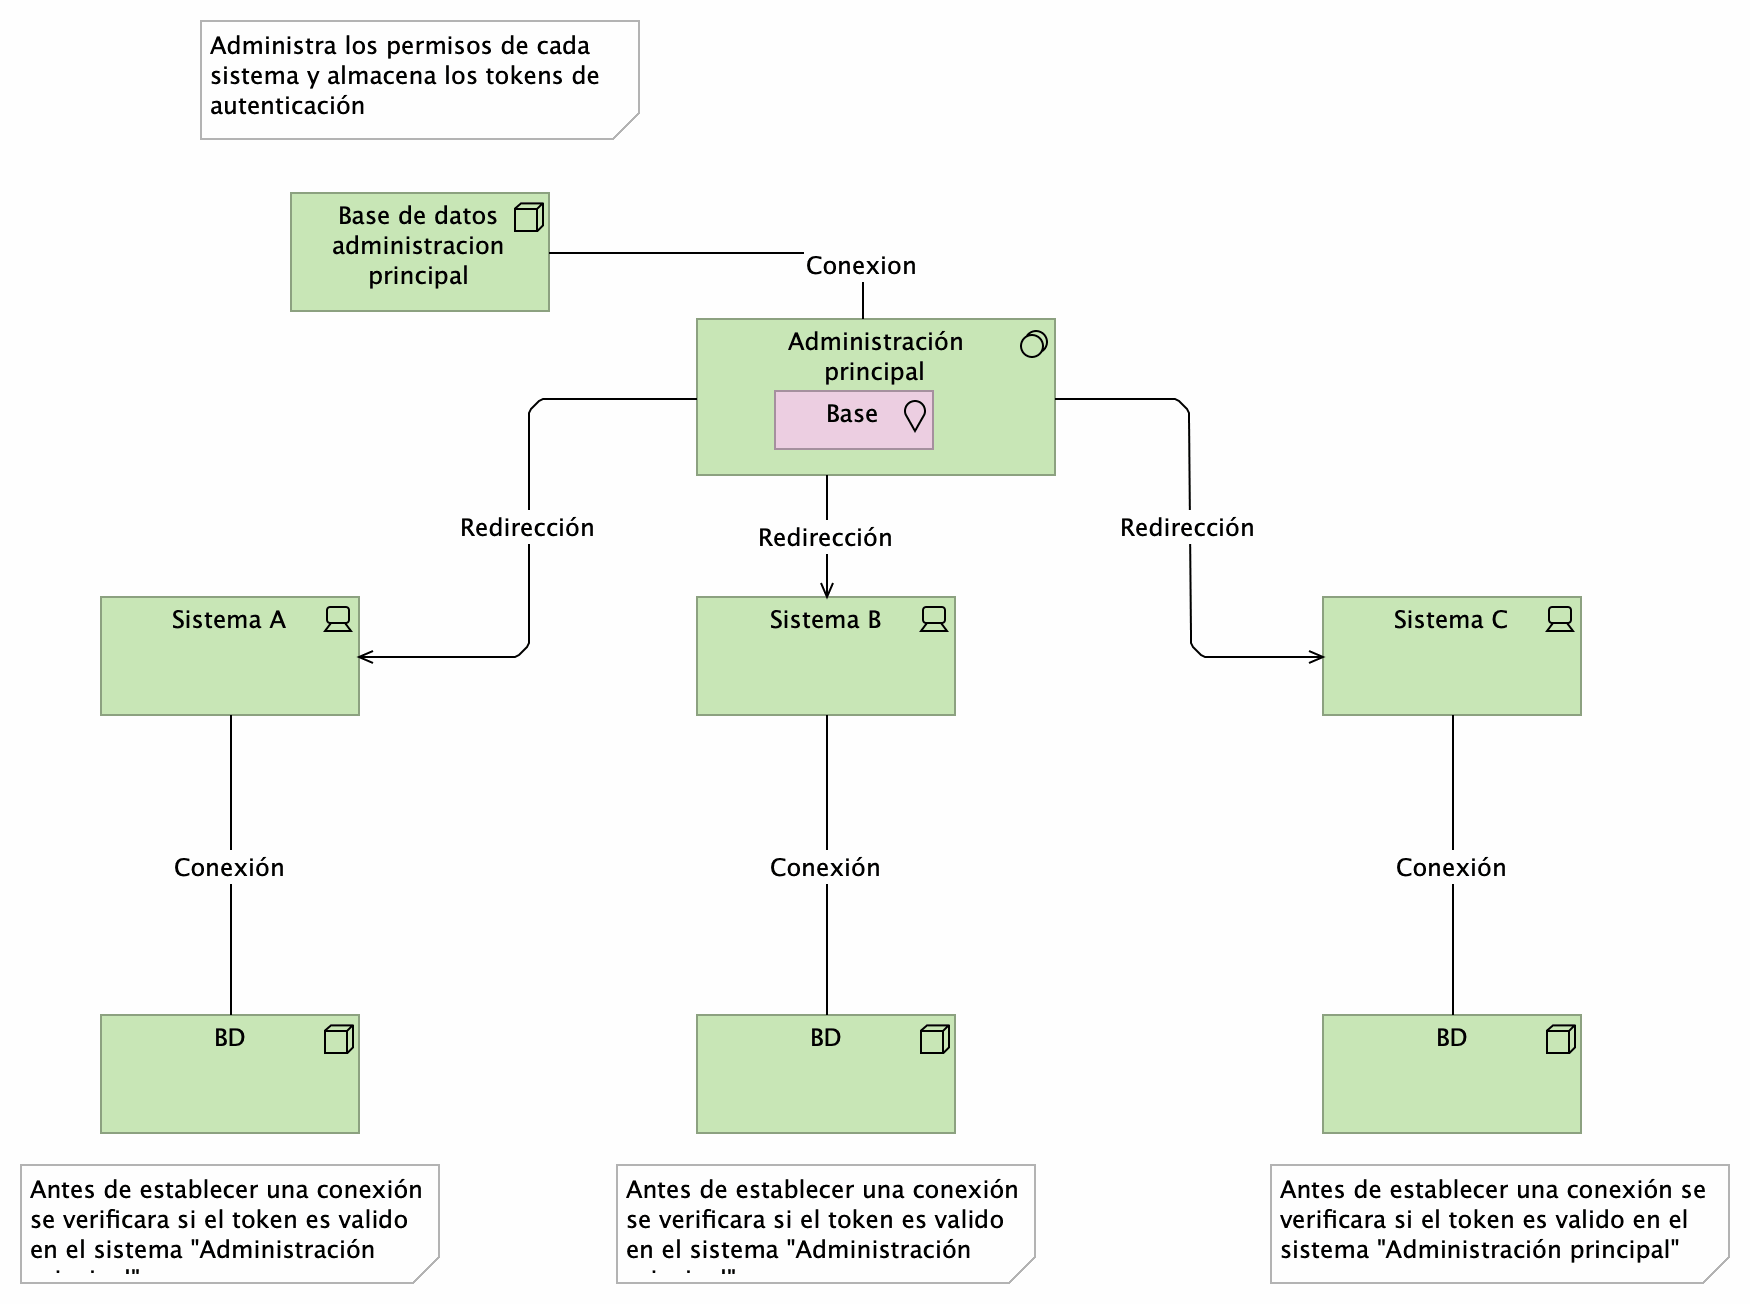 Administra los permisos de cada
sistema y almacena los tokens de
autenticación
Base de datos
administracion
principal
Conexion
Administración
principal
Base
Redirección
Redirección
Redirección
Sistema A
Sistema B
Sistema C
Conexión
Conexión
Conexión
BD
BD
BD
Antes de establecer una conexión
se verificara si el token es valido
en el sistema "Administración
Antes de establecer una conexión
se verificara si el token es valido
en el sistema "Administración
Antes de establecer una conexión se
verificara si el token es valido en el
sistema "Administración principal"